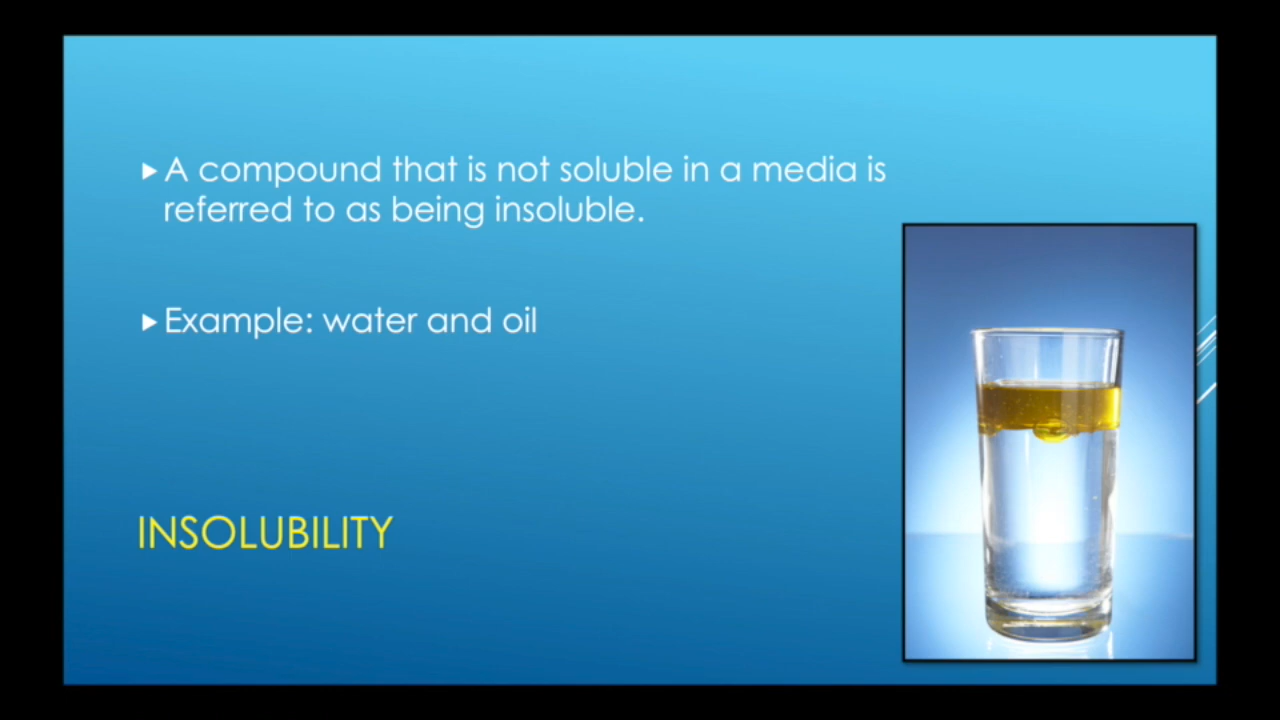 A compound that is not soluble in a media is
referred to as being insoluble.
Example: water and oil
INSOLUBILITY